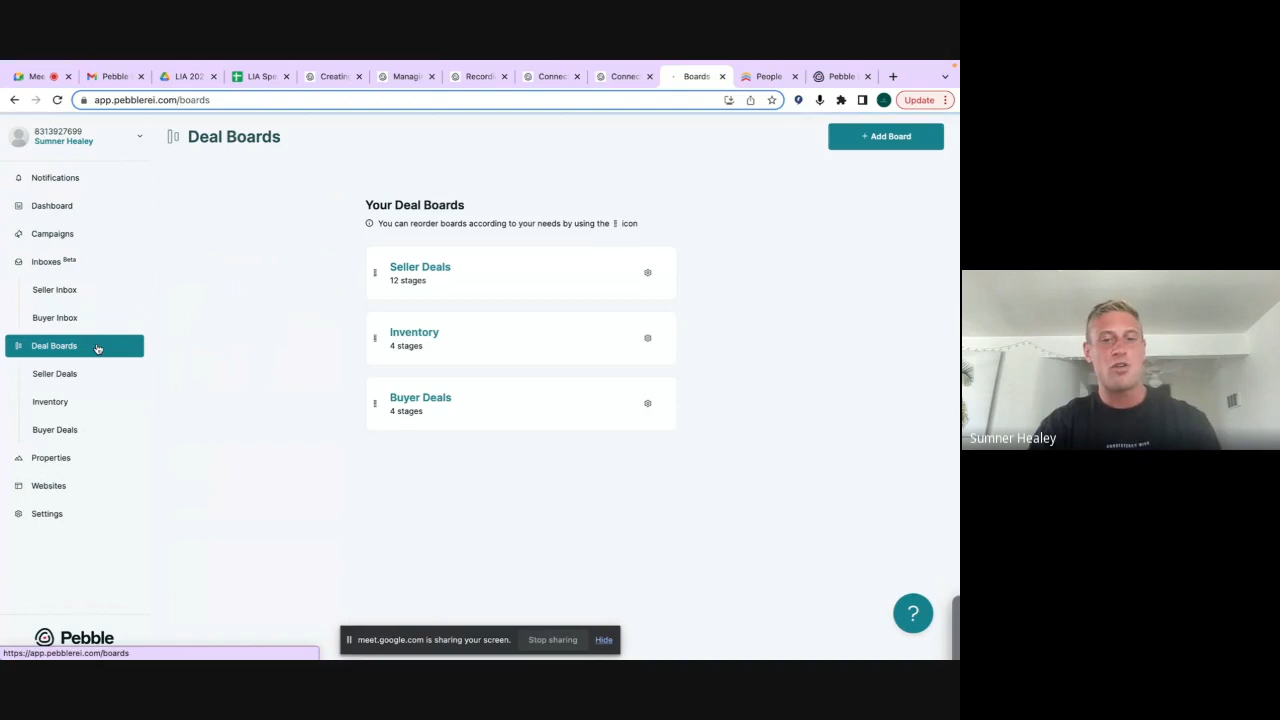 Mee
Pebble
LIA 202
LIA Spe
Creatin
Managi
Recordi
Connec
Connec
Boards
People
Pebble
app.pebblerei.com/boards
Update
8313927699
Sumner Healey
Deal Boards
+ Add Board
Notifications
Dashboard
Campaigns
Inboxes Beta
Seller Inbox
Buyer Inbox
Deal Boards
Seller Deals
Inventory
Buyer Deals
Properties
Websites
Settings
Your Deal Boards
You can reorder boards according to your needs by using the icon
Seller Deals
12 stages
Inventory
4 stages
Buyer Deals
4 stages
Sumner Healey
?
Pebble
meet.google.com is sharing your screen.
Stop sharing
Hide
https://app.pebblerei.com/boards